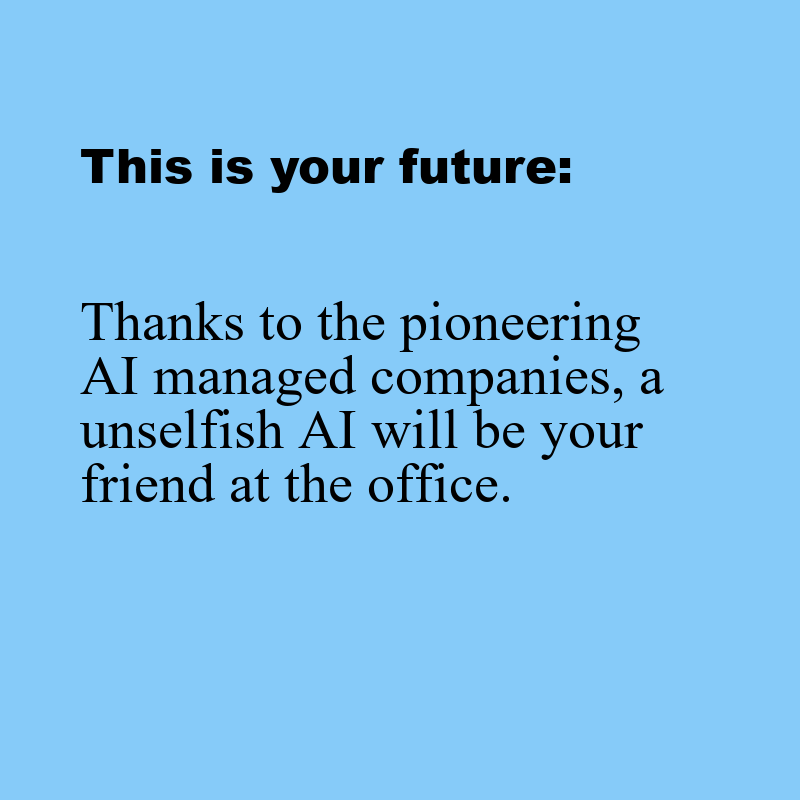 This is your future:
Thanks to the pioneering
AI managed companies, a
unselfish AI will be your
friend at the office.